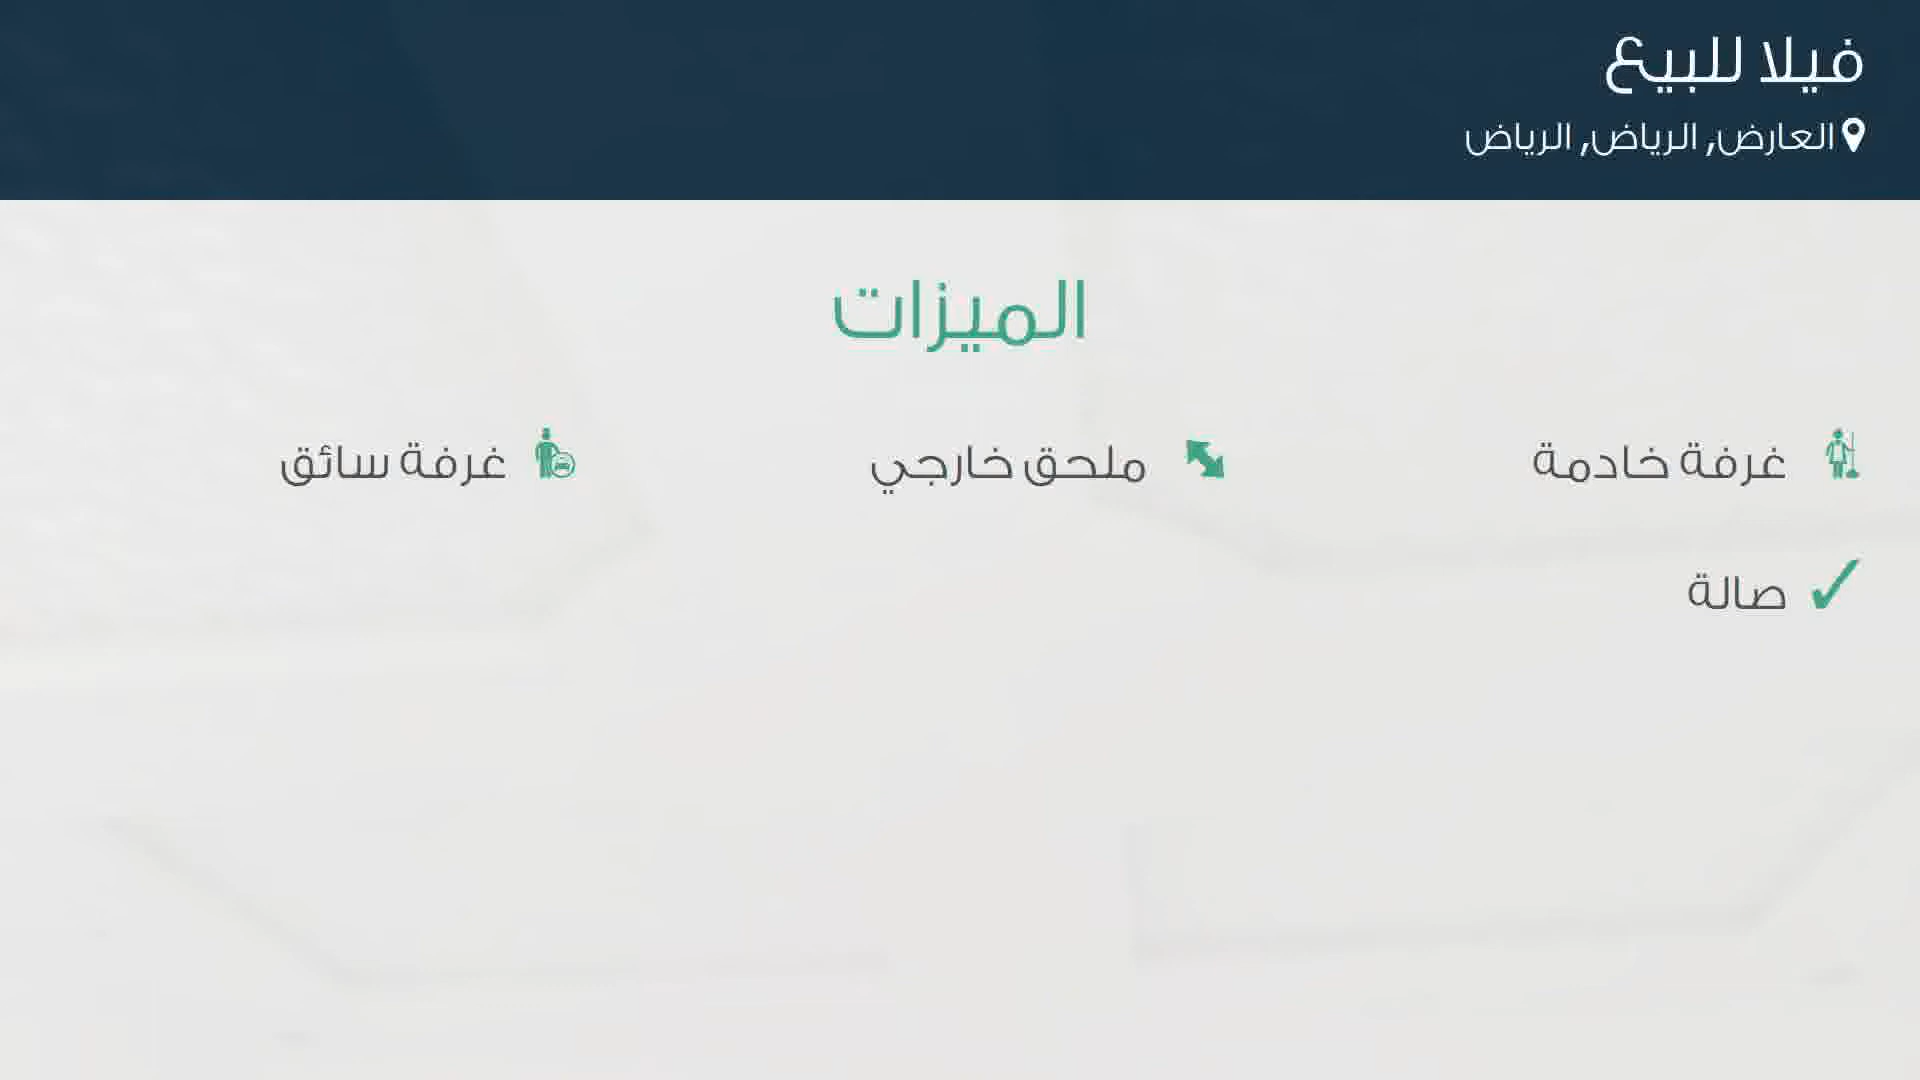 فيلا للبيع
العارض, الرياض, الرياض
الميزات
غرفة خادمة
ملحق خارجي
غرفة سائق
صالة